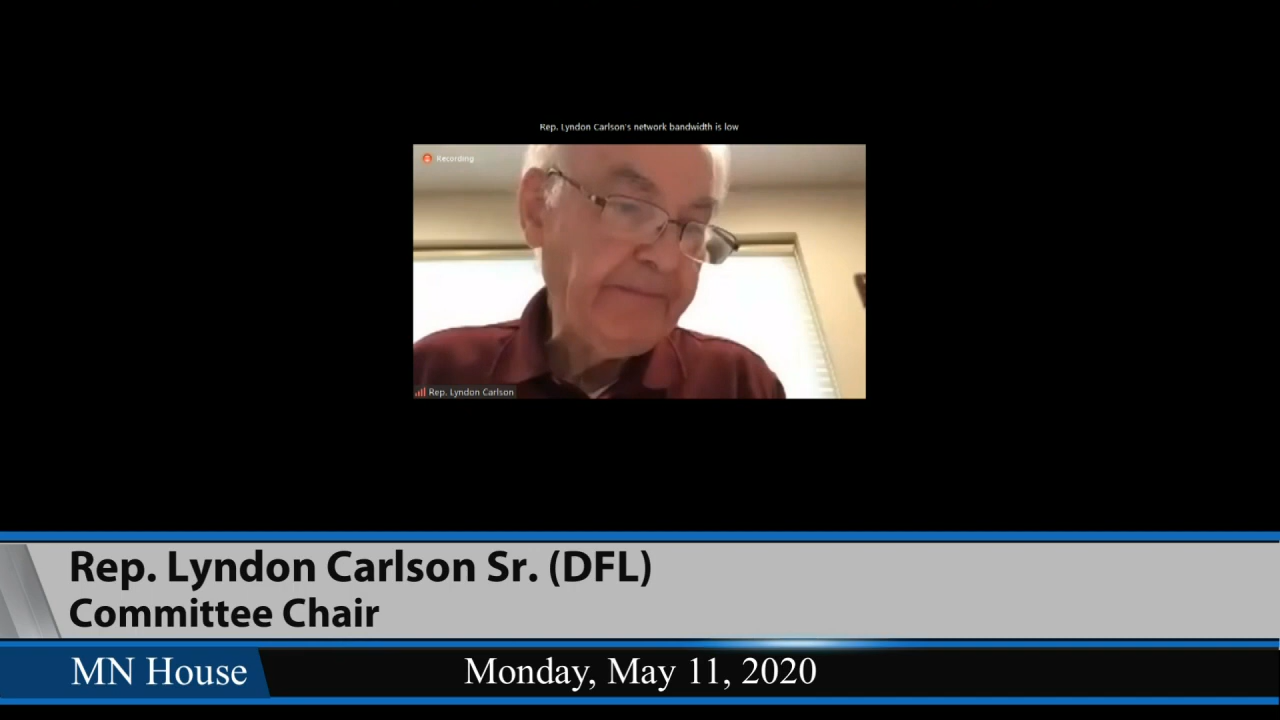 Rep. Lyndon Carlson's network bandwidth is low
Recording
Rep. Lyndon Carlson
Rep. Lyndon Carlson Sr. (DFL)
Committee Chair
MN House
Monday, May 11, 2020